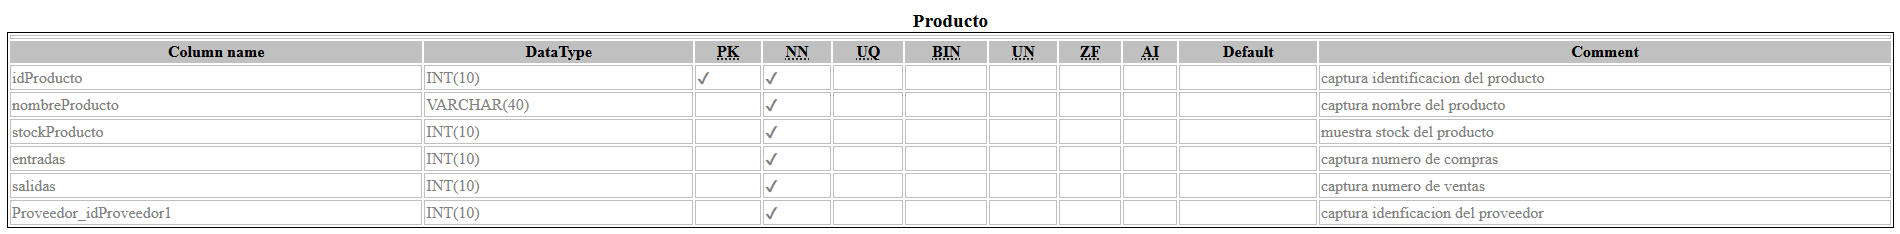 Producto
Column name DataType PK NN UQ BIN UN ZF AI Default Comment
idProducto INT(10) ✓ ✓ captura identificacion del producto
nombreProducto VARCHAR(40) ✓ captura nombre del producto
stockProducto INT(10) ✓ muestra stock del producto
entradas INT(10) ✓ captura numero de compras
salidas INT(10) ✓ captura numero de ventas
Proveedor_idProveedor1 INT(10) ✓ captura idenficacion del proveedor